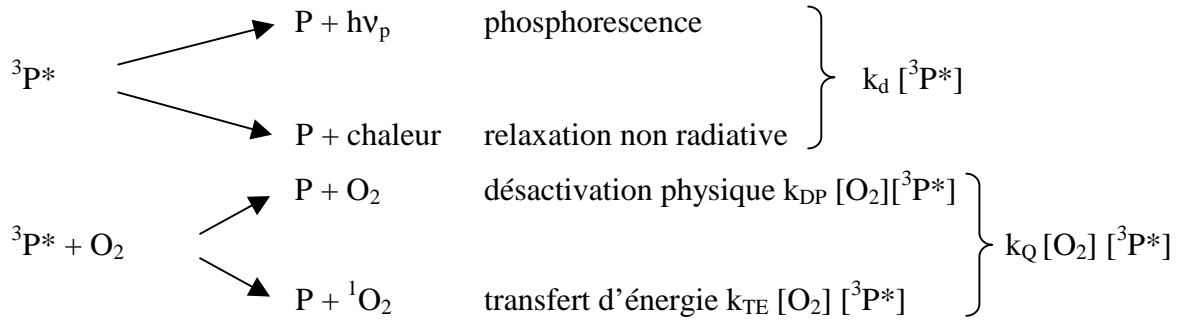 P + hνₚ phosphorescence
³P* k_d [³P*]
P + chaleur relaxation non radiative
P + O₂ désactivation physique k_DP [O₂][³P*]
³P* + O₂ k_Q [O₂] [³P*]
P + ¹O₂ transfert d'énergie k_TE [O₂] [³P*]